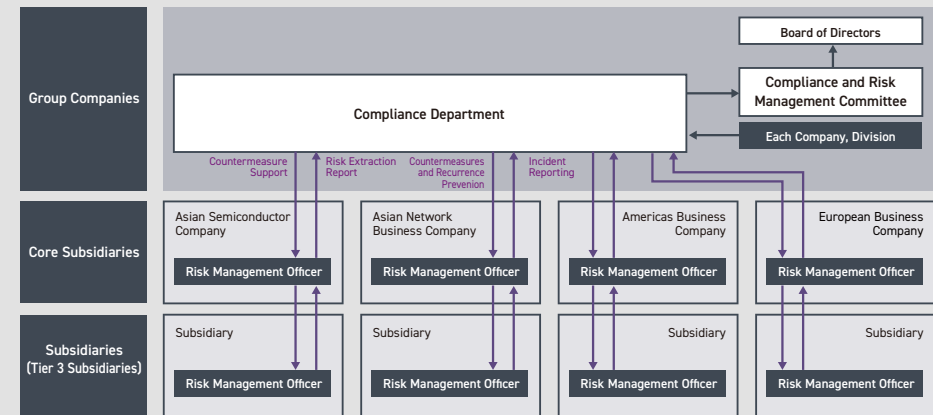 Group Companies
Board of Directors
Compliance and Risk
Management Committee
Compliance Department
Each Company, Division
Countermeasure
Support
Risk Extraction
Report
Countermeasures
and Recurrence
Prevenion
Incident
Reporting
Core Subsidiaries
Asian Semiconductor
Company
Risk Management Officer
Asian Network
Business Company
Risk Management Officer
Americas Business
Company
Risk Management Officer
European Business
Company
Risk Management Officer
Subsidiaries
(Tier 3 Subsidiaries)
Subsidiary
Risk Management Officer
Subsidiary
Risk Management Officer
Subsidiary
Risk Management Officer
Subsidiary
Risk Management Officer